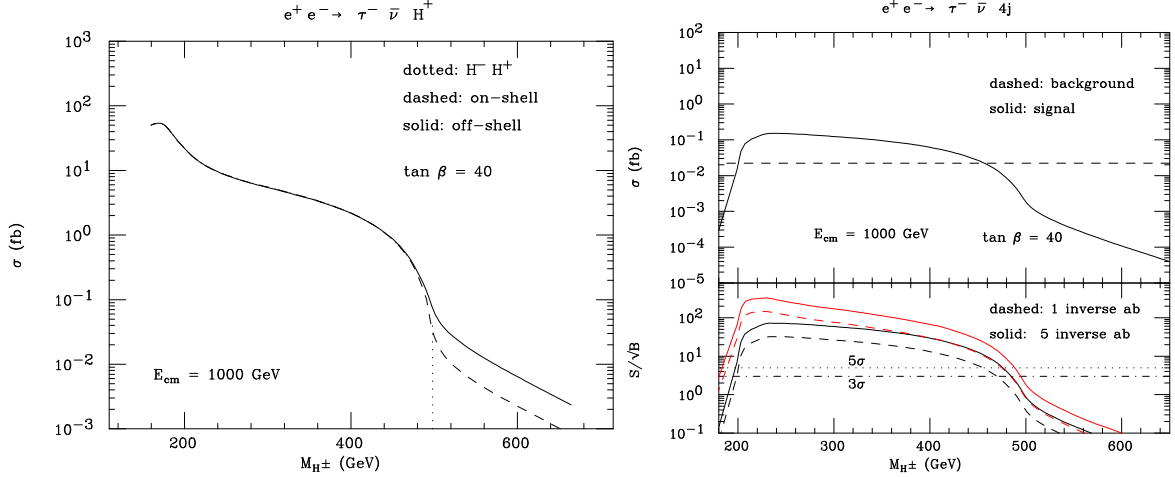 e⁺ e⁻→ τ⁻ ν̄ H⁺
10³
10²
10¹
10⁰
10⁻¹
10⁻²
10⁻³
σ (fb)
dotted: H⁻ H⁺
dashed: on−shell
solid: off−shell
tan β = 40
E_cm = 1000 GeV
200 400 600
M_H± (GeV)
e⁺ e⁻→ τ⁻ ν̄ 4j
10²
10¹
10⁰
10⁻¹
10⁻²
10⁻³
10⁻⁴
10⁻⁵
σ (fb)
dashed: background
solid: signal
E_cm = 1000 GeV
tan β = 40
10²
10¹
10⁰
10⁻¹
S/√B
dashed: 1 inverse ab
solid: 5 inverse ab
5σ
3σ
200 300 400 500 600
M_H± (GeV)